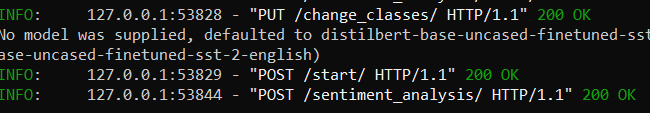 INFO:     127.0.0.1:53828 - "PUT /change_classes/ HTTP/1.1" 200 OK
No model was supplied, defaulted to distilbert-base-uncased-finetuned-sst
ase-uncased-finetuned-sst-2-english)
INFO:     127.0.0.1:53829 - "POST /start/ HTTP/1.1" 200 OK
INFO:     127.0.0.1:53844 - "POST /sentiment_analysis/ HTTP/1.1" 200 OK